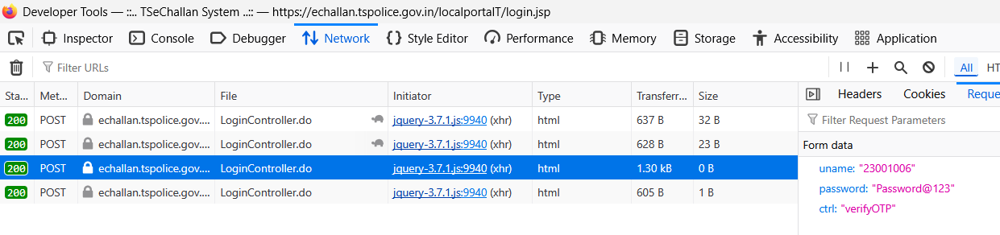 Developer Tools — ::.. TSeChallan System ..:: — https://echallan.tspolice.gov.in/localportalT/login.jsp
Inspector Console Debugger Network Style Editor Performance Memory Storage Accessibility Application
Filter URLs All HT
Sta... Met... Domain File Initiator Type Transferr... Size Headers Cookies Reque
200 POST echallan.tspolice.gov.... LoginController.do jquery-3.7.1.js:9940 (xhr) html 637 B 32 B Filter Request Parameters
200 POST echallan.tspolice.gov.... LoginController.do jquery-3.7.1.js:9940 (xhr) html 628 B 23 B Form data
200 POST echallan.tspolice.gov.... LoginController.do jquery-3.7.1.js:9940 (xhr) html 1.30 kB 0 B uname: "23001006"
password: "Password@123"
200 POST echallan.tspolice.gov.... LoginController.do jquery-3.7.1.js:9940 (xhr) html 605 B 1 B
ctrl: "verifyOTP"